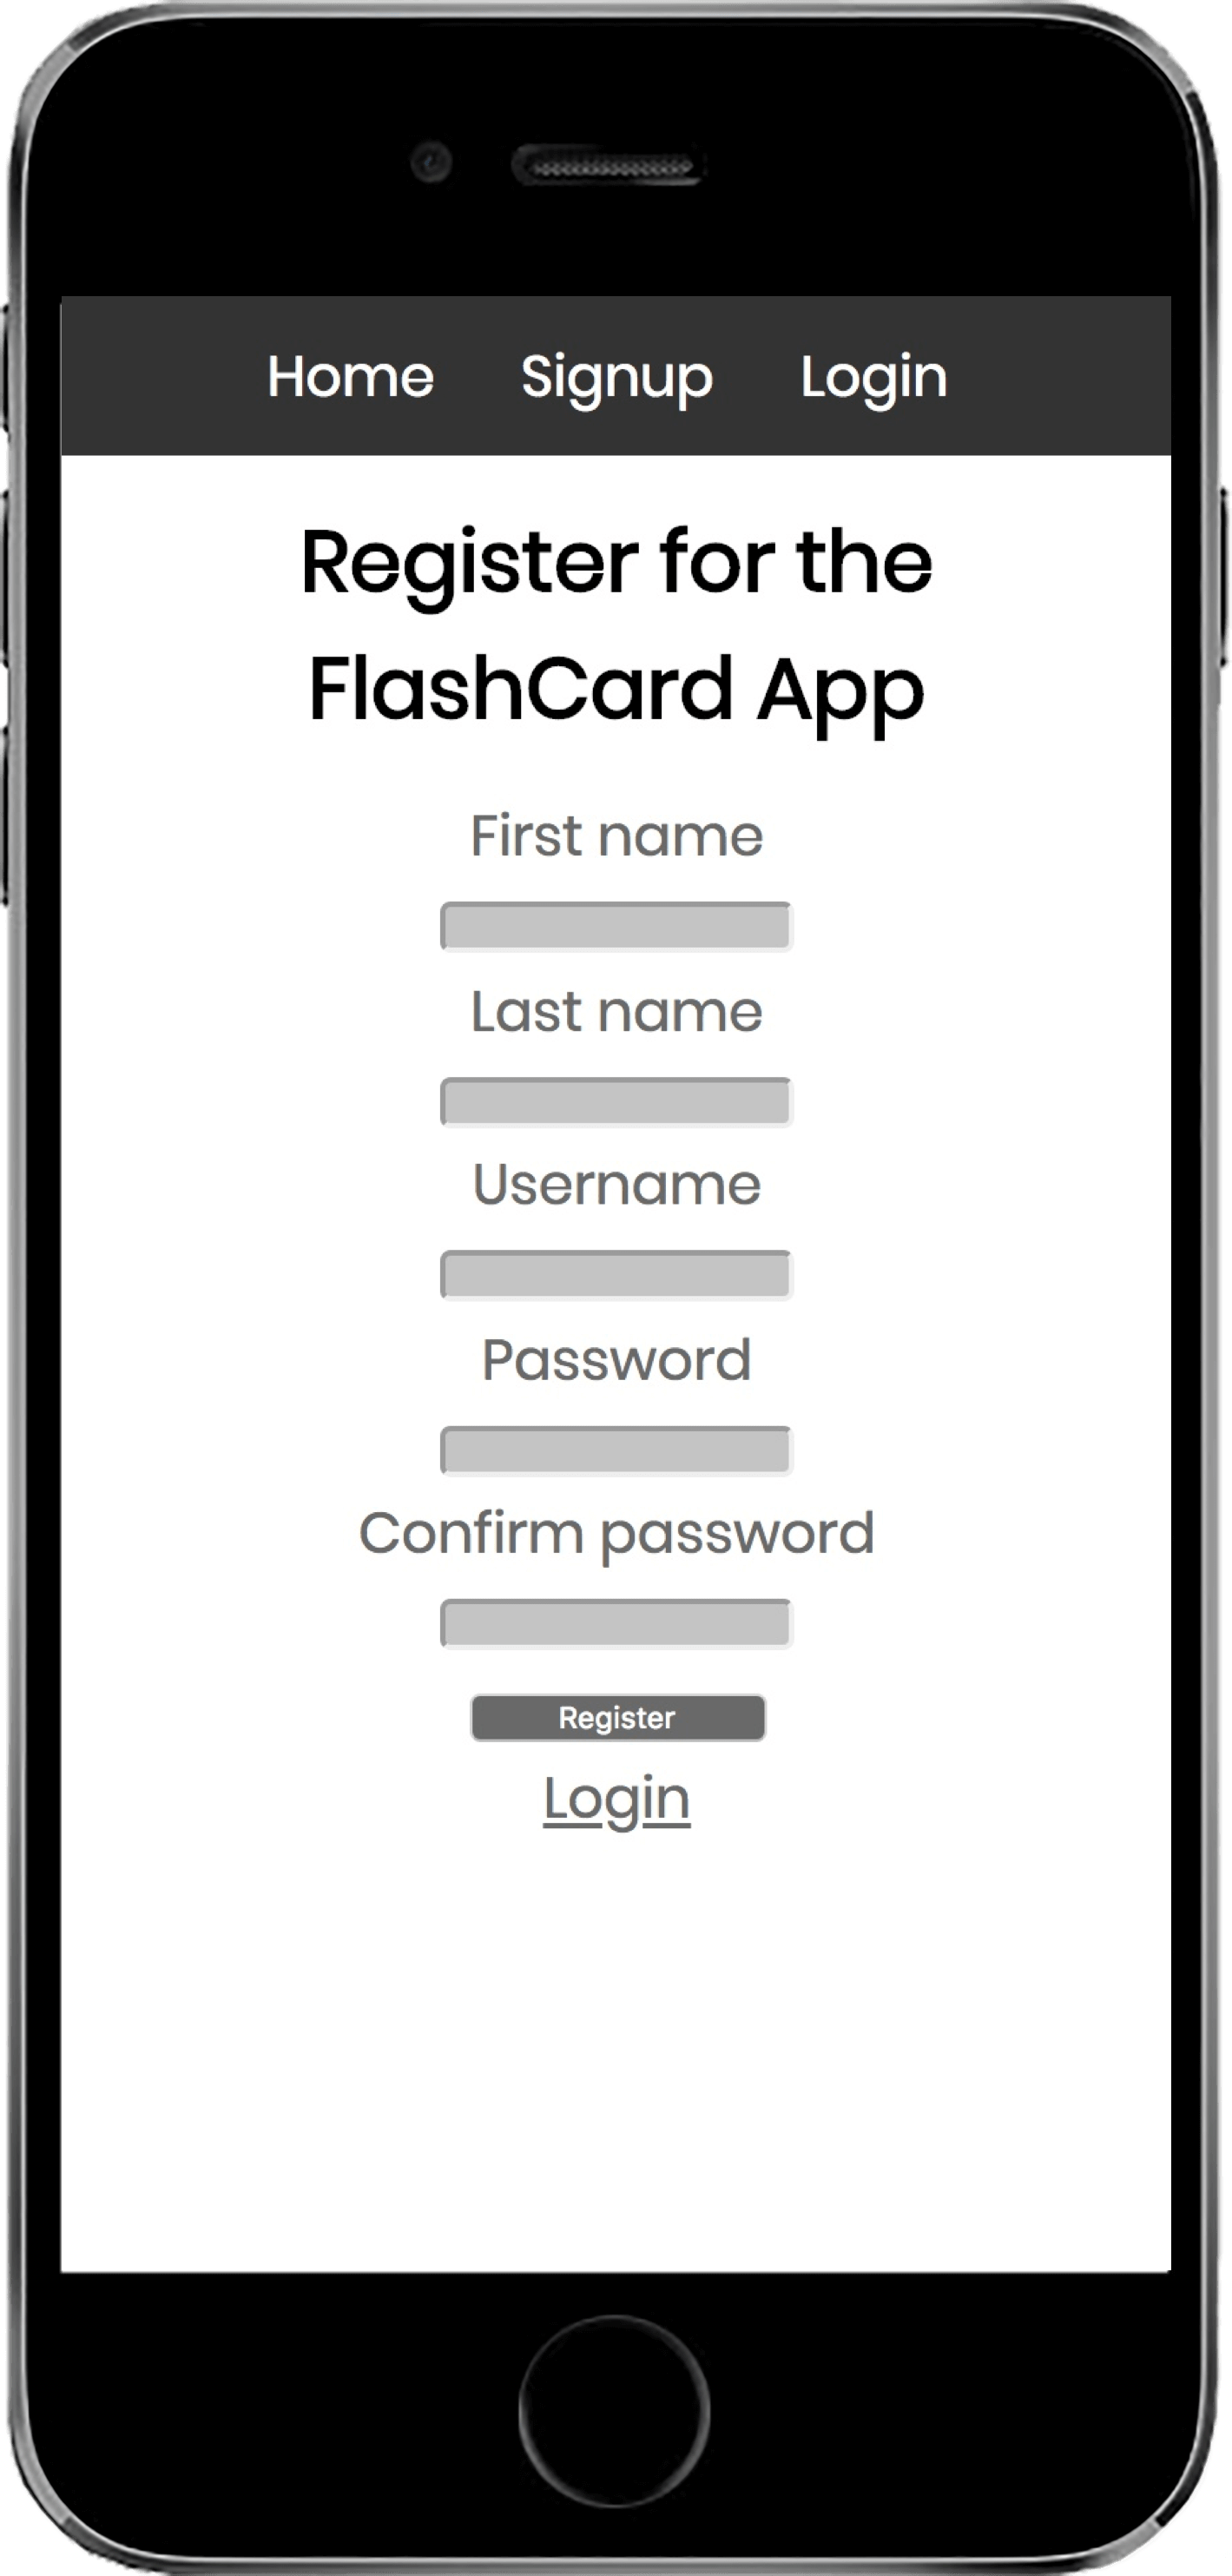 Home Signup Login
Register for the
FlashCard App
First name
Last name
Username
Password
Confirm password
Register
Login